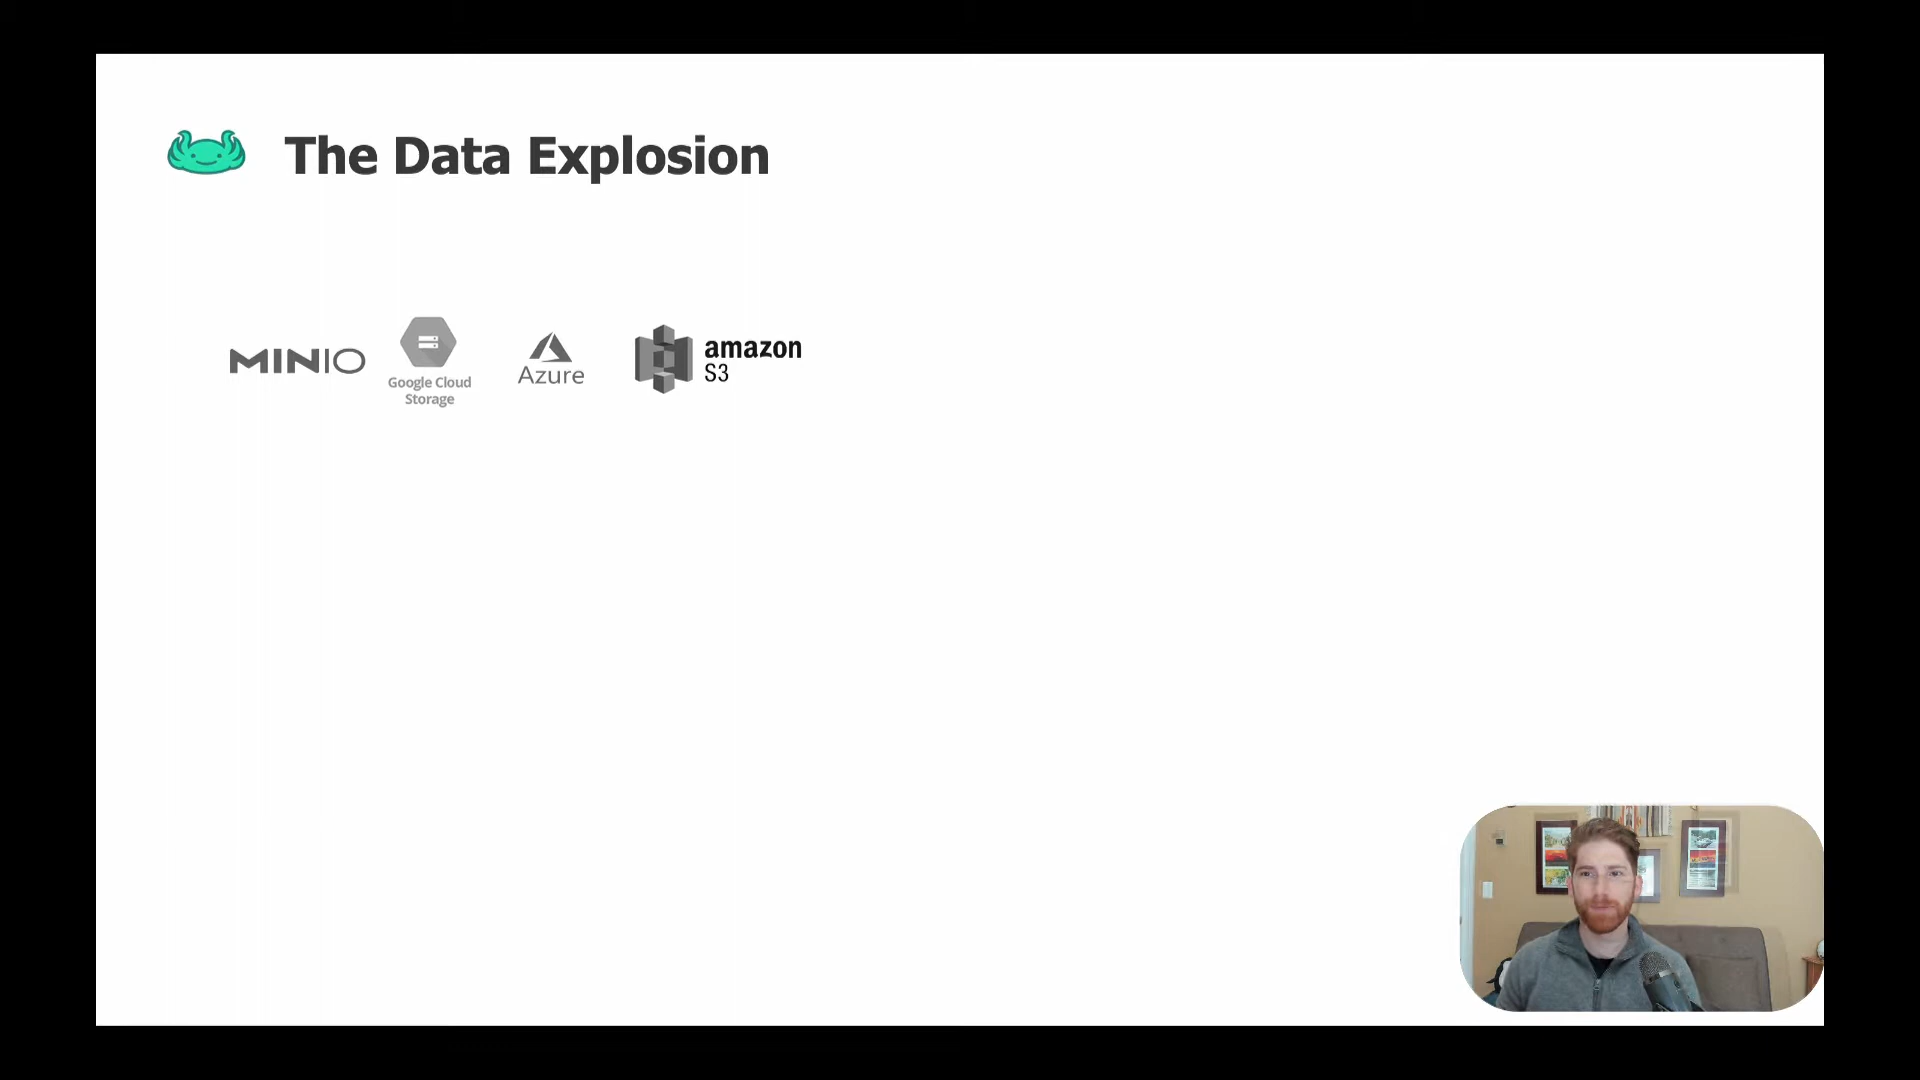 The Data Explosion
MINIO
Google Cloud
Storage
Azure
amazon
S3